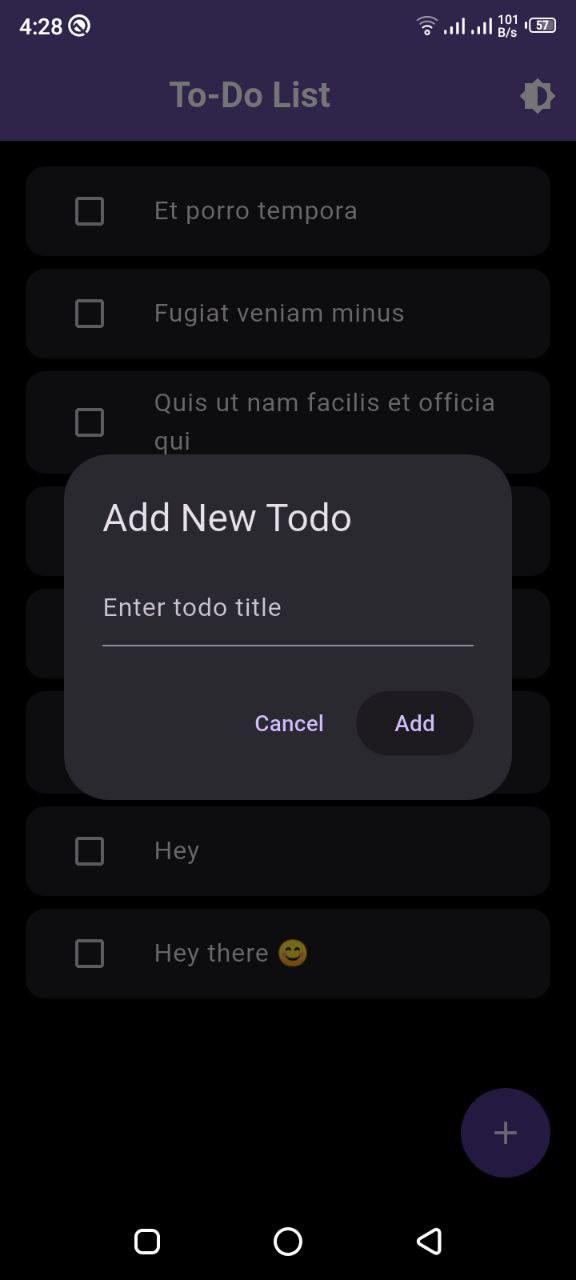 4:28
101
B/s
57
To-Do List
Et porro tempora
Fugiat veniam minus
Quis ut nam facilis et officia
qui
Add New Todo
Enter todo title
Cancel
Add
Hey
Hey there 😊
+